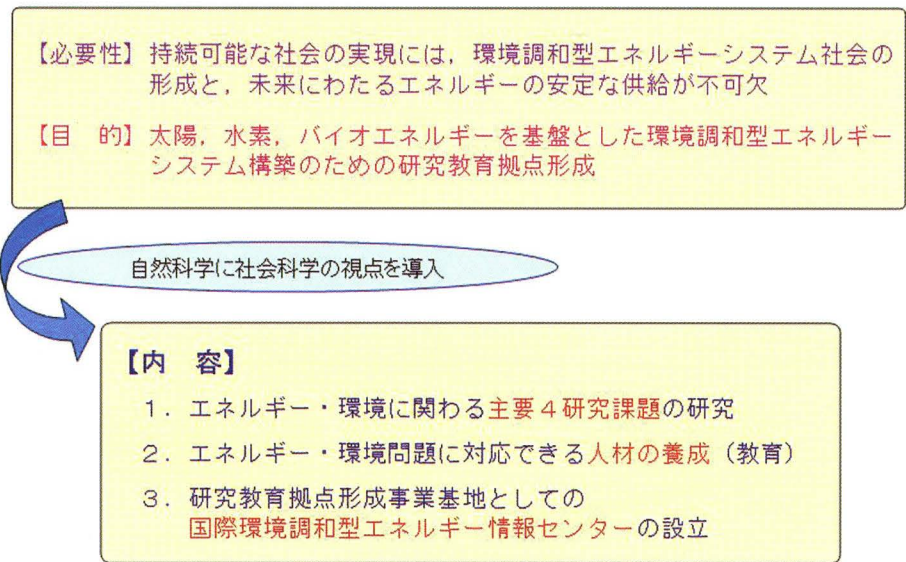 【必要性】持続可能な社会の実現には，環境調和型エネルギーシステム社会の
形成と，未来にわたるエネルギーの安定な供給が不可欠
【目　的】太陽，水素，バイオエネルギーを基盤とした環境調和型エネルギー
システム構築のための研究教育拠点形成
自然科学に社会科学の視点を導入
【内　容】
１．エネルギー・環境に関わる主要４研究課題の研究
２．エネルギー・環境問題に対応できる人材の養成（教育）
３．研究教育拠点形成事業基地としての
国際環境調和型エネルギー情報センターの設立